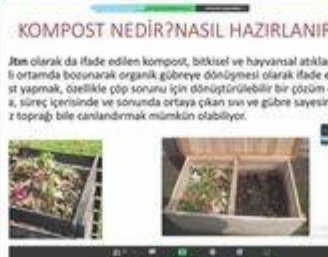 KOMPOST NEDİR?NASIL HAZIRLANIR
olarak da ifade edilen kompost, bitkisel ve hayvansal atıkla
li ortamda bozunarak organik gübreye dönüşmesi olarak ifade e
st yapmak, özellikle çöp sorunu için dönüştürülebilir bir çözüm
a, süreç içerisinde ve sonunda ortaya çıkan sıvı ve gübre sayesin
z toprağı bile canlandırmak mümkün olabiliyor.